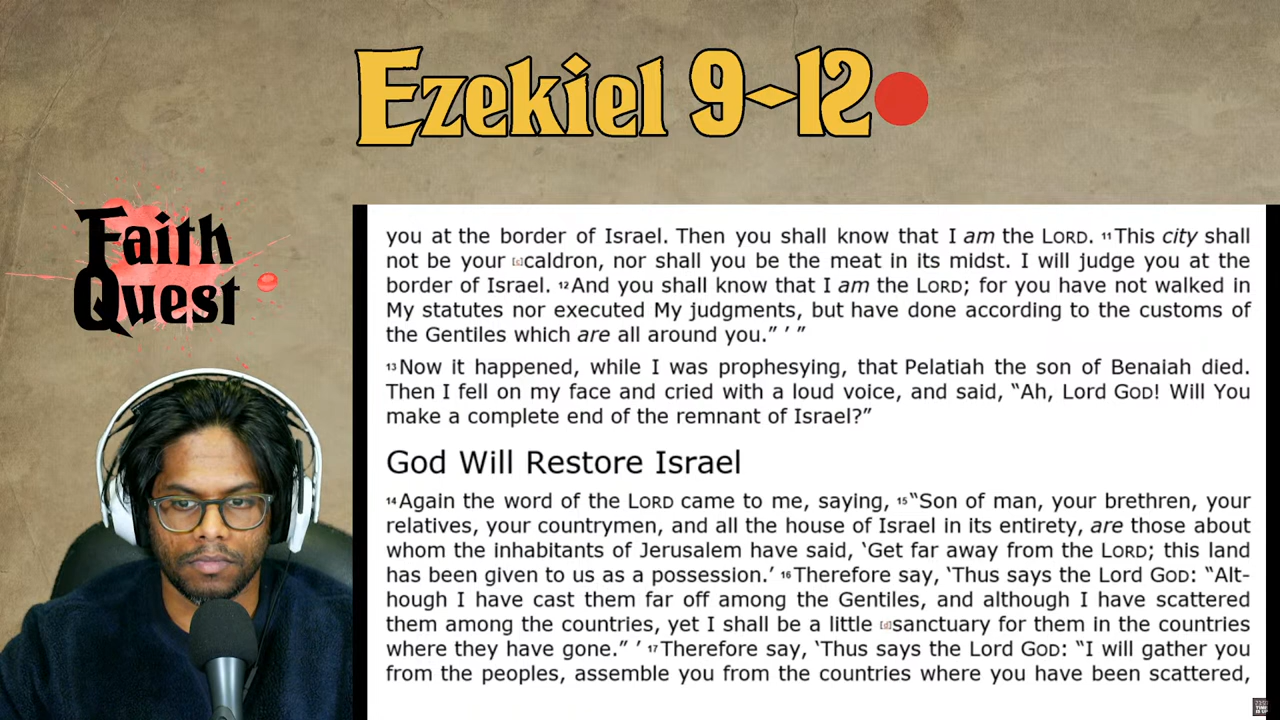 Ezekiel 9-12
Faith
Quest
you at the border of Israel. Then you shall know that I am the LORD. 11This city shall
not be your [c]caldron, nor shall you be the meat in its midst. I will judge you at the
border of Israel. 12And you shall know that I am the LORD; for you have not walked in
My statutes nor executed My judgments, but have done according to the customs of
the Gentiles which are all around you.” ’ ”
13Now it happened, while I was prophesying, that Pelatiah the son of Benaiah died.
Then I fell on my face and cried with a loud voice, and said, “Ah, Lord GOD! Will You
make a complete end of the remnant of Israel?”
God Will Restore Israel
14Again the word of the LORD came to me, saying, 15“Son of man, your brethren, your
relatives, your countrymen, and all the house of Israel in its entirety, are those about
whom the inhabitants of Jerusalem have said, ‘Get far away from the LORD; this land
has been given to us as a possession.’ 16Therefore say, ‘Thus says the Lord GOD: “Alt-
hough I have cast them far off among the Gentiles, and although I have scattered
them among the countries, yet I shall be a little [d]sanctuary for them in the countries
where they have gone.” ’ 17Therefore say, ‘Thus says the Lord GOD: “I will gather you
from the peoples, assemble you from the countries where you have been scattered,